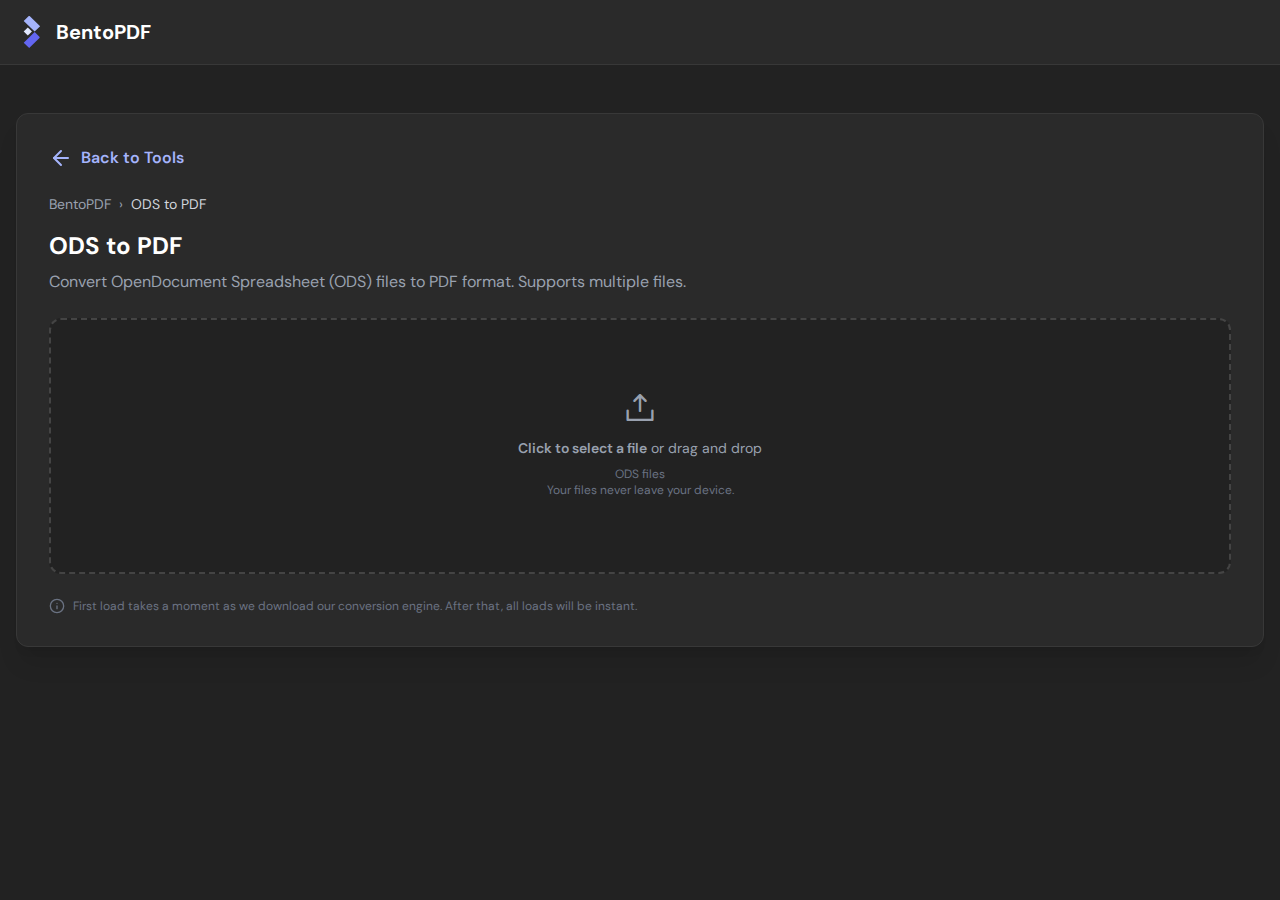 BentoPDF
Back to Tools
BentoPDF › ODS to PDF
ODS to PDF
Convert OpenDocument Spreadsheet (ODS) files to PDF format. Supports multiple files.
Click to select a file or drag and drop
ODS files
Your files never leave your device.
First load takes a moment as we download our conversion engine. After that, all loads will be instant.